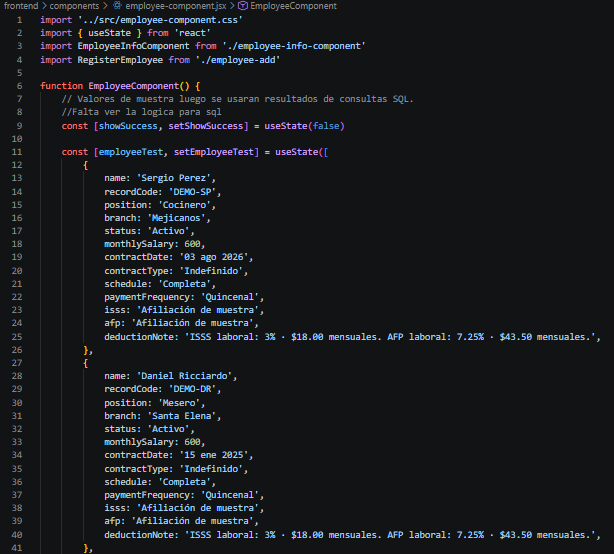 frontend > components > employee-component.jsx > EmployeeComponent
1 import '../src/employee-component.css'
2 import { useState } from 'react'
3 import EmployeeInfoComponent from './employee-info-component'
4 import RegisterEmployee from './employee-add'
5
6 function EmployeeComponent() {
7 // Valores de muestra luego se usaran resultados de consultas SQL.
8 //Falta ver la logica para sql
9 const [showSuccess, setShowSuccess] = useState(false)
10
11 const [employeeTest, setEmployeeTest] = useState([
12 {
13 name: 'Sergio Perez',
14 recordCode: 'DEMO-SP',
15 position: 'Cocinero',
16 branch: 'Mejicanos',
17 status: 'Activo',
18 monthlySalary: 600,
19 contractDate: '03 ago 2026',
20 contractType: 'Indefinido',
21 schedule: 'Completa',
22 paymentFrequency: 'Quincenal',
23 isss: 'Afiliación de muestra',
24 afp: 'Afiliación de muestra',
25 deductionNote: 'ISSS laboral: 3% · $18.00 mensuales. AFP laboral: 7.25% · $43.50 mensuales.',
26 },
27 {
28 name: 'Daniel Ricciardo',
29 recordCode: 'DEMO-DR',
30 position: 'Mesero',
31 branch: 'Santa Elena',
32 status: 'Activo',
33 monthlySalary: 600,
34 contractDate: '15 ene 2025',
35 contractType: 'Indefinido',
36 schedule: 'Completa',
37 paymentFrequency: 'Quincenal',
38 isss: 'Afiliación de muestra',
39 afp: 'Afiliación de muestra',
40 deductionNote: 'ISSS laboral: 3% · $18.00 mensuales. AFP laboral: 7.25% · $43.50 mensuales.',
41 },